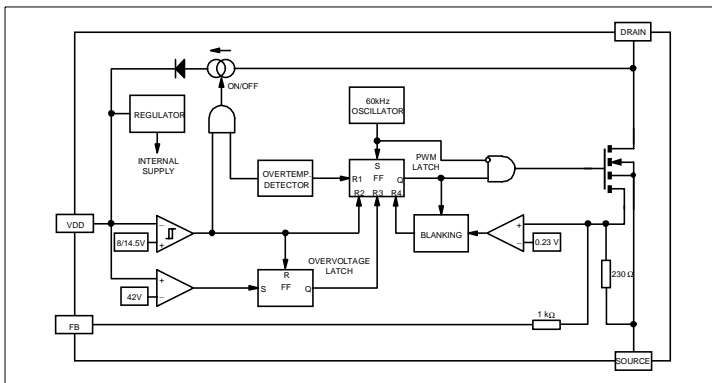 DRAIN
ON/OFF
REGULATOR
INTERNAL
SUPPLY
60kHz
OSCILLATOR
PWM
LATCH
OVERTEMP.
DETECTOR
S
R1 FF Q
R2 R3 R4
VDD
8/14.5V
–
+
BLANKING
+
–
0.23 V
230 Ω
OVERVOLTAGE
LATCH
R
FF
S Q
+
–
42V
1 kΩ
FB
SOURCE